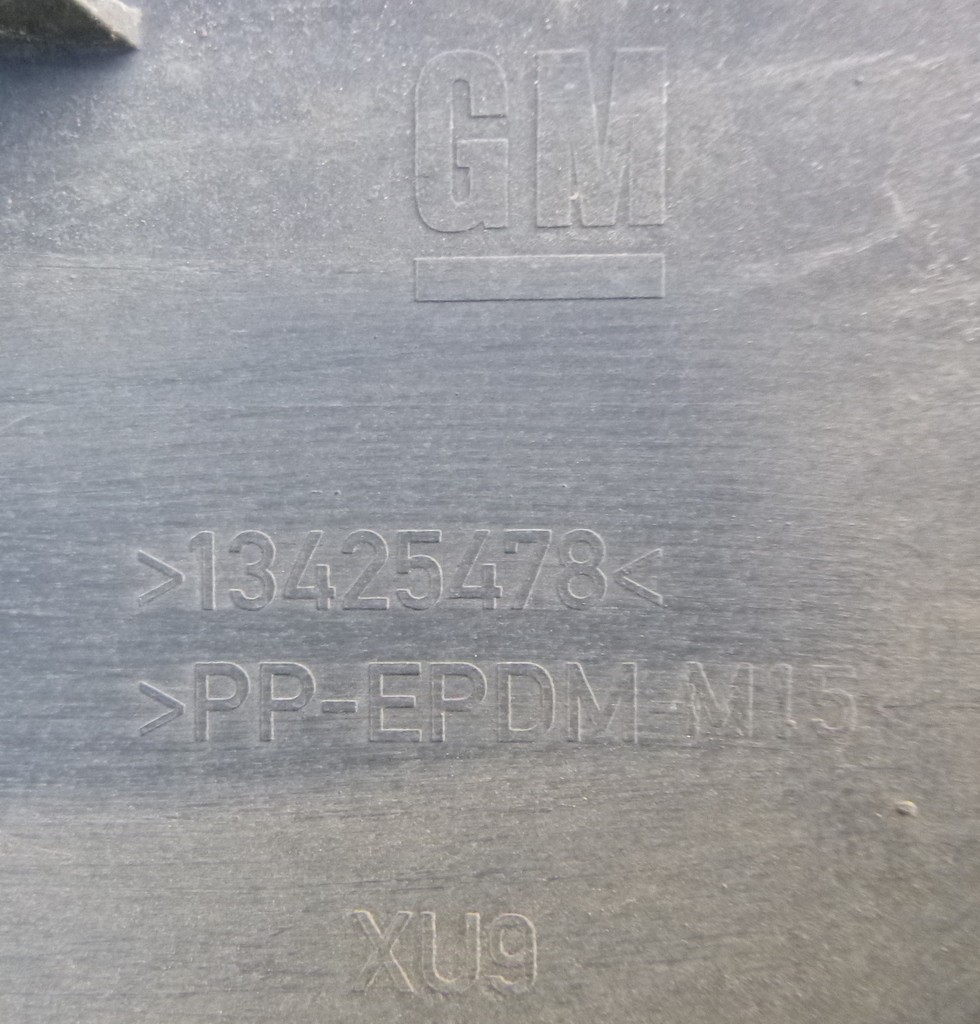 GM
>13425478<
>PP-EPDM-M15
XU9